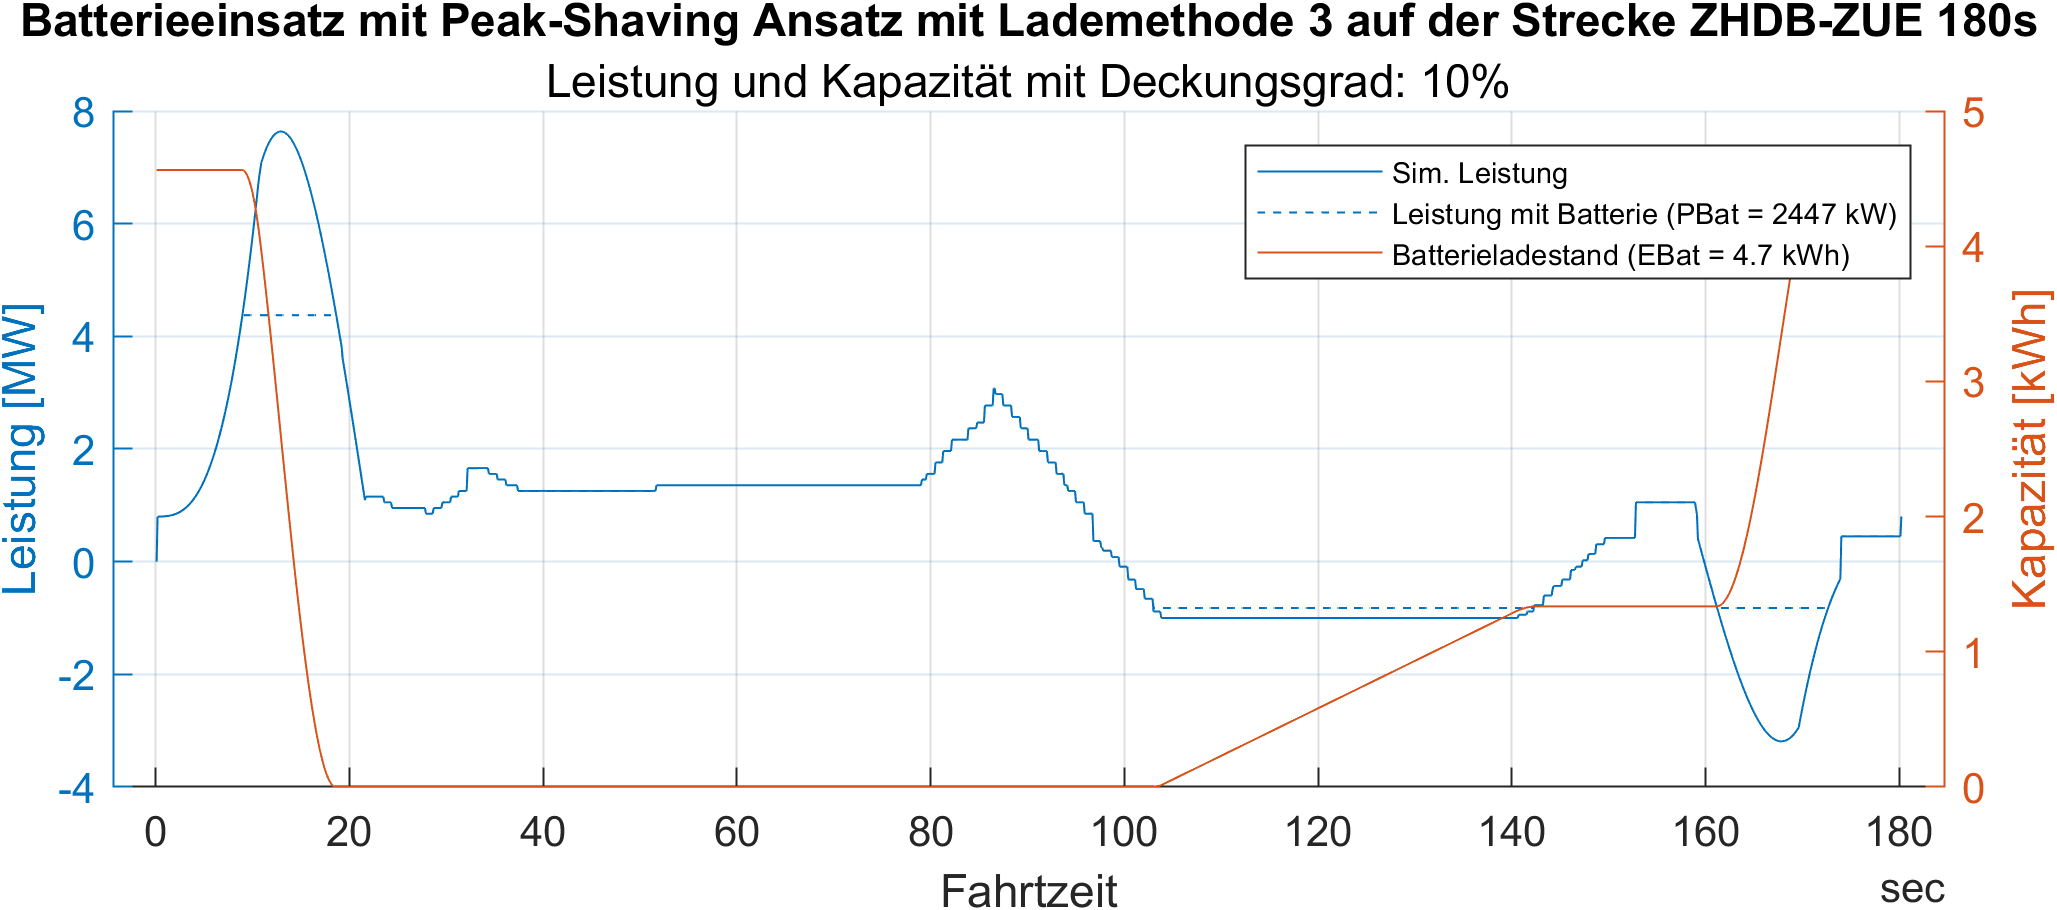 Batterieeinsatz mit Peak-Shaving Ansatz mit Lademethode 3 auf der Strecke ZHDB-ZUE 180s
Leistung und Kapazität mit Deckungsgrad: 10%
8
6
4
2
0
-2
-4
Leistung [MW]
5
4
3
2
1
0
Kapazität [kWh]
Sim. Leistung
Leistung mit Batterie (PBat = 2447 kW)
Batterieladestand (EBat = 4.7 kWh)
0 20 40 60 80 100 120 140 160 180
Fahrtzeit
sec